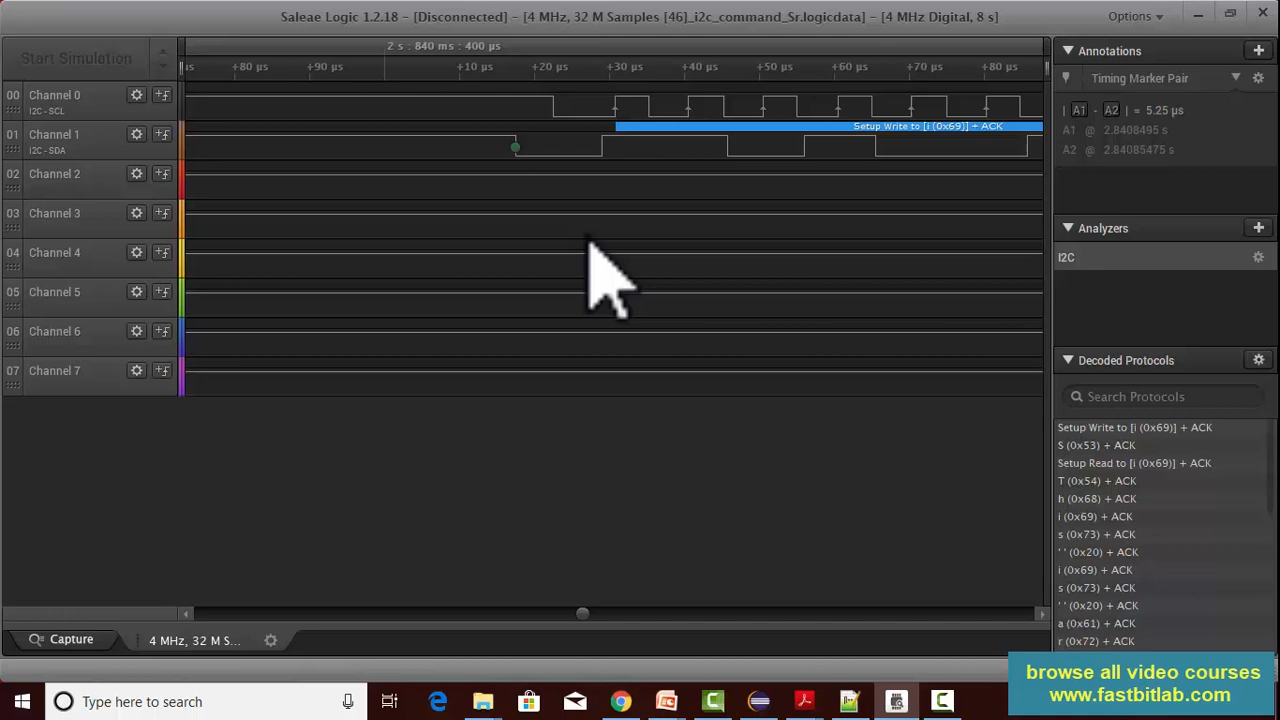 Saleae Logic 1.2.18 - [Disconnected] - [4 MHz, 32 M Samples [46]_i2c_command_Sr.logicdata] - [4 MHz Digital, 8 s]
Options
Start Simulation
2 s : 840 ms : 400 µs
µs +80 µs +90 µs +10 µs +20 µs +30 µs +40 µs +50 µs +60 µs +70 µs +80 µs
00 Channel 0
I2C - SCL
01 Channel 1
I2C - SDA
Setup Write to [i (0x69)] + ACK
02 Channel 2
03 Channel 3
04 Channel 4
05 Channel 5
06 Channel 6
07 Channel 7
Annotations
Timing Marker Pair
| A1 - A2 | = 5.25 µs
A1 @ 2.8408495 s
A2 @ 2.84085475 s
Analyzers
I2C
Decoded Protocols
Search Protocols
Setup Write to [i (0x69)] + ACK
S (0x53) + ACK
Setup Read to [i (0x69)] + ACK
T (0x54) + ACK
h (0x68) + ACK
i (0x69) + ACK
s (0x73) + ACK
' ' (0x20) + ACK
i (0x69) + ACK
s (0x73) + ACK
' ' (0x20) + ACK
a (0x61) + ACK
r (0x72) + ACK
Capture
4 MHz, 32 M S...
browse all video courses
www.fastbitlab.com
Type here to search